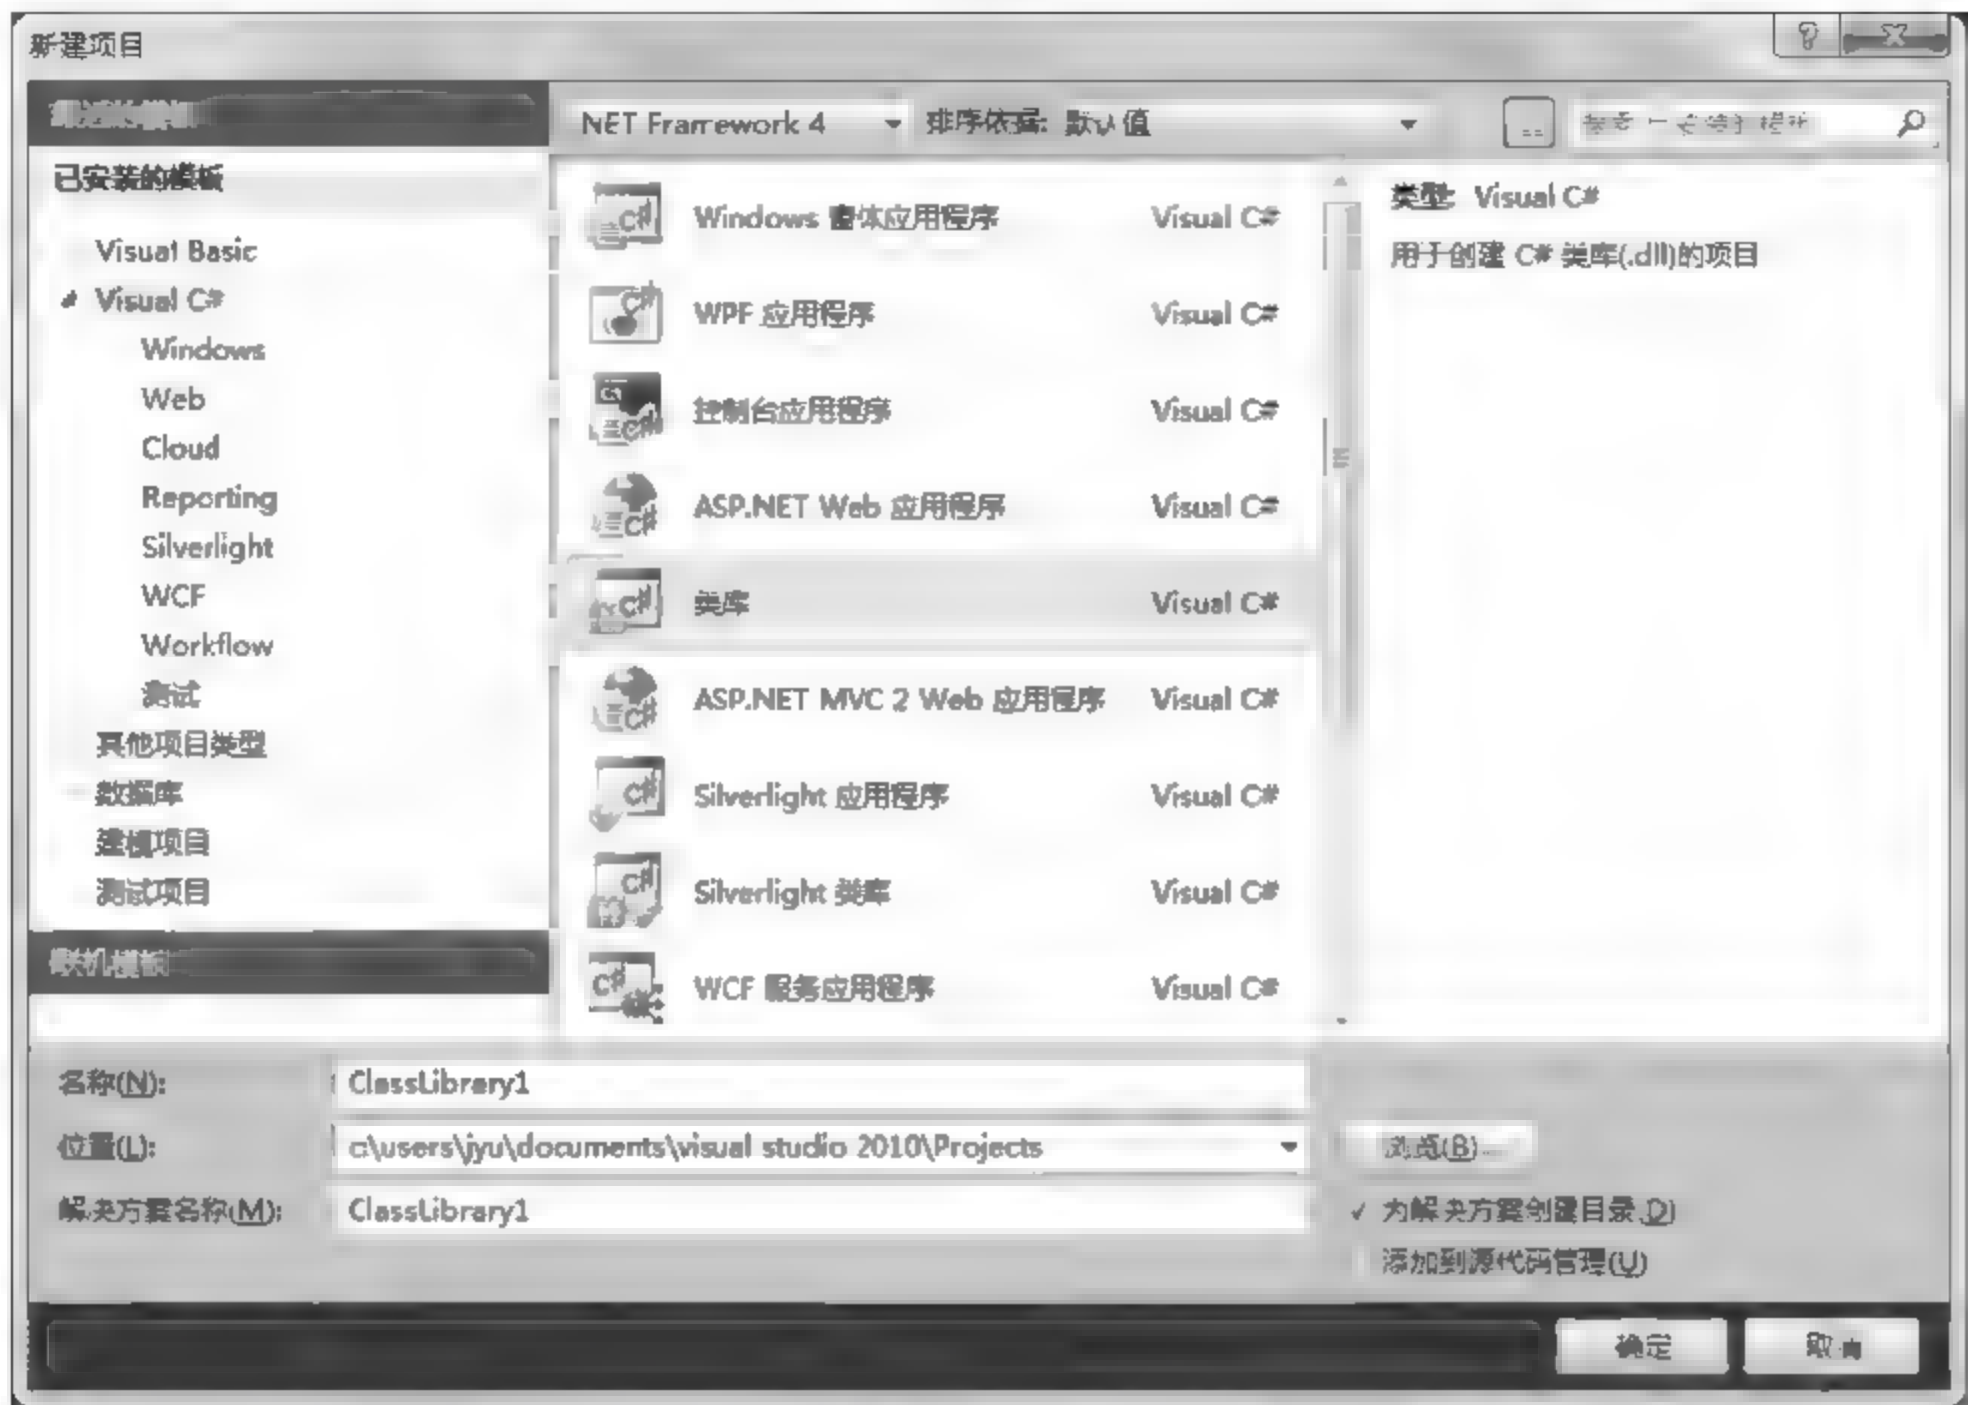 新建项目
NET Framework 4 排序依据: 默认值
已安装的模板
Visual Basic
Visual C#
Windows
Web
Cloud
Reporting
Silverlight
WCF
Workflow
测试
其他项目类型
数据库
建模项目
测试项目
联机模板
Windows 窗体应用程序 Visual C#
WPF 应用程序 Visual C#
控制台应用程序 Visual C#
ASP.NET Web 应用程序 Visual C#
类库 Visual C#
ASP.NET MVC 2 Web 应用程序 Visual C#
Silverlight 应用程序 Visual C#
Silverlight 类库 Visual C#
WCF 服务应用程序 Visual C#
类型: Visual C#
用于创建 C# 类库(.dll)的项目
名称(N): ClassLibrary1
位置(L): c:\users\jyu\documents\visual studio 2010\Projects 浏览(B)...
解决方案名称(M): ClassLibrary1
为解决方案创建目录(D)
添加到源代码管理(U)
确定 取消